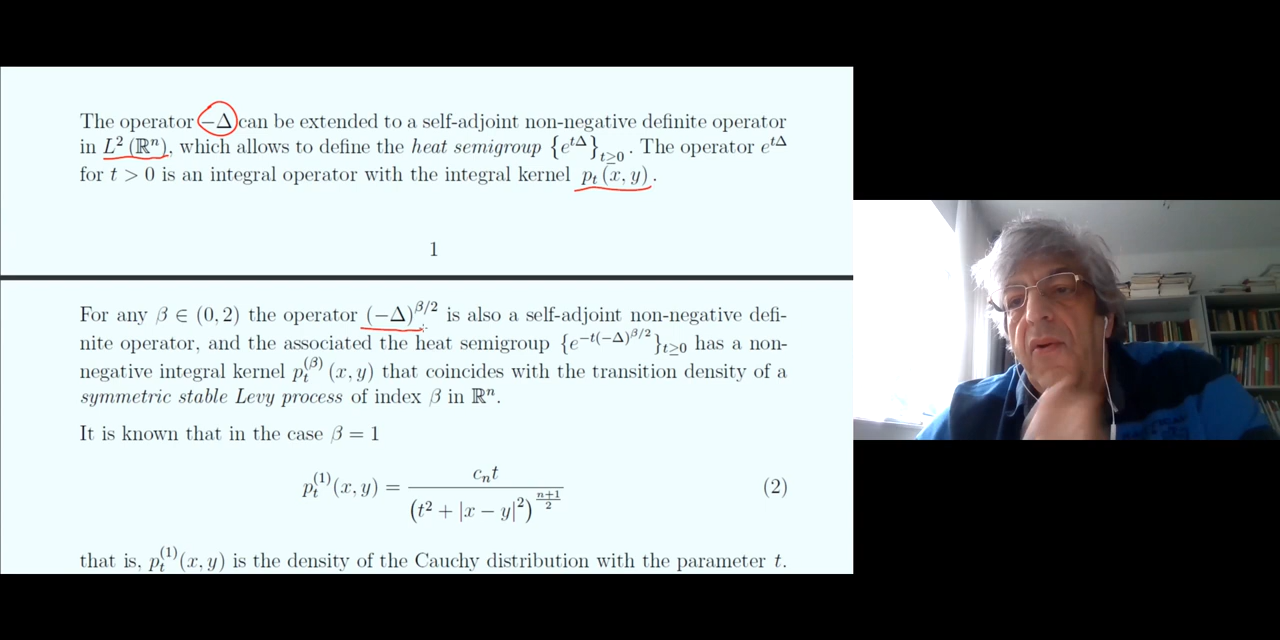 The operator −Δ can be extended to a self-adjoint non-negative definite operator
in L² (ℝⁿ), which allows to define the heat semigroup {e^{tΔ}}_{t≥0}. The operator e^{tΔ}
for t > 0 is an integral operator with the integral kernel p_t (x, y).
1
For any β ∈ (0, 2) the operator (−Δ)^{β/2} is also a self-adjoint non-negative defi-
nite operator, and the associated the heat semigroup {e^{−t(−Δ)^{β/2}}}_{t≥0} has a non-
negative integral kernel p_t^{(β)} (x, y) that coincides with the transition density of a
symmetric stable Levy process of index β in ℝⁿ.
It is known that in the case β = 1
p_t^{(1)}(x, y) = \frac{c_n t}{(t² + |x − y|²)^{\frac{n+1}{2}}} (2)
that is, p_t^{(1)}(x, y) is the density of the Cauchy distribution with the parameter t.